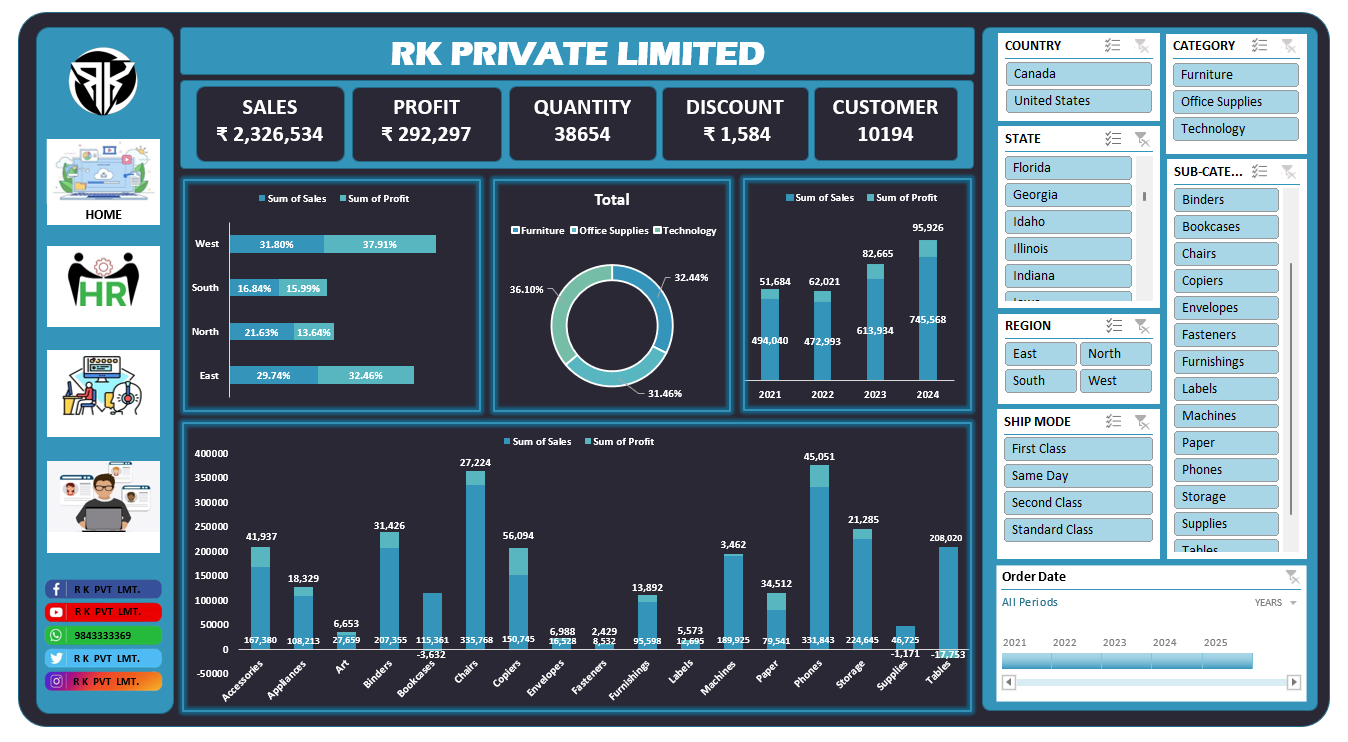 RK PRIVATE LIMITED
SALES
₹ 2,326,534
PROFIT
₹ 292,297
QUANTITY
38654
DISCOUNT
₹ 1,584
CUSTOMER
10194
RK
HOME
HR
f R K PVT LMT.
R K PVT LMT.
9843333369
R K PVT LMT.
R K PVT LMT.
Sum of Sales Sum of Profit
West 31.80% 37.91%
South 16.84% 15.99%
North 21.63% 13.64%
East 29.74% 32.46%
Total
Furniture Office Supplies Technology
32.44%
36.10%
31.46%
Sum of Sales Sum of Profit
95,926
82,665
51,684 62,021
745,568
613,934
494,040 472,993
2021 2022 2023 2024
Sum of Sales Sum of Profit
400000
350000
300000
250000
200000
150000
100000
50000
0
-50000
41,937 18,329 6,653 31,426 -3,632 27,224 56,094 6,988 2,429 13,892 5,573 3,462 34,512 45,051 21,285 -1,171 -17,753
167,380 108,213 27,659 207,355 115,361 335,768 150,745 16,528 8,532 95,598 12,695 189,925 79,541 331,843 224,645 46,725 208,020
Accessories Appliances Art Binders Bookcases Chairs Copiers Envelopes Fasteners Furnishings Labels Machines Paper Phones Storage Supplies Tables
COUNTRY
Canada
United States
STATE
Florida
Georgia
Idaho
Illinois
Indiana
REGION
East North
South West
SHIP MODE
First Class
Same Day
Second Class
Standard Class
CATEGORY
Furniture
Office Supplies
Technology
SUB-CATE...
Binders
Bookcases
Chairs
Copiers
Envelopes
Fasteners
Furnishings
Labels
Machines
Paper
Phones
Storage
Supplies
Tables
Order Date
All Periods YEARS
2021 2022 2023 2024 2025